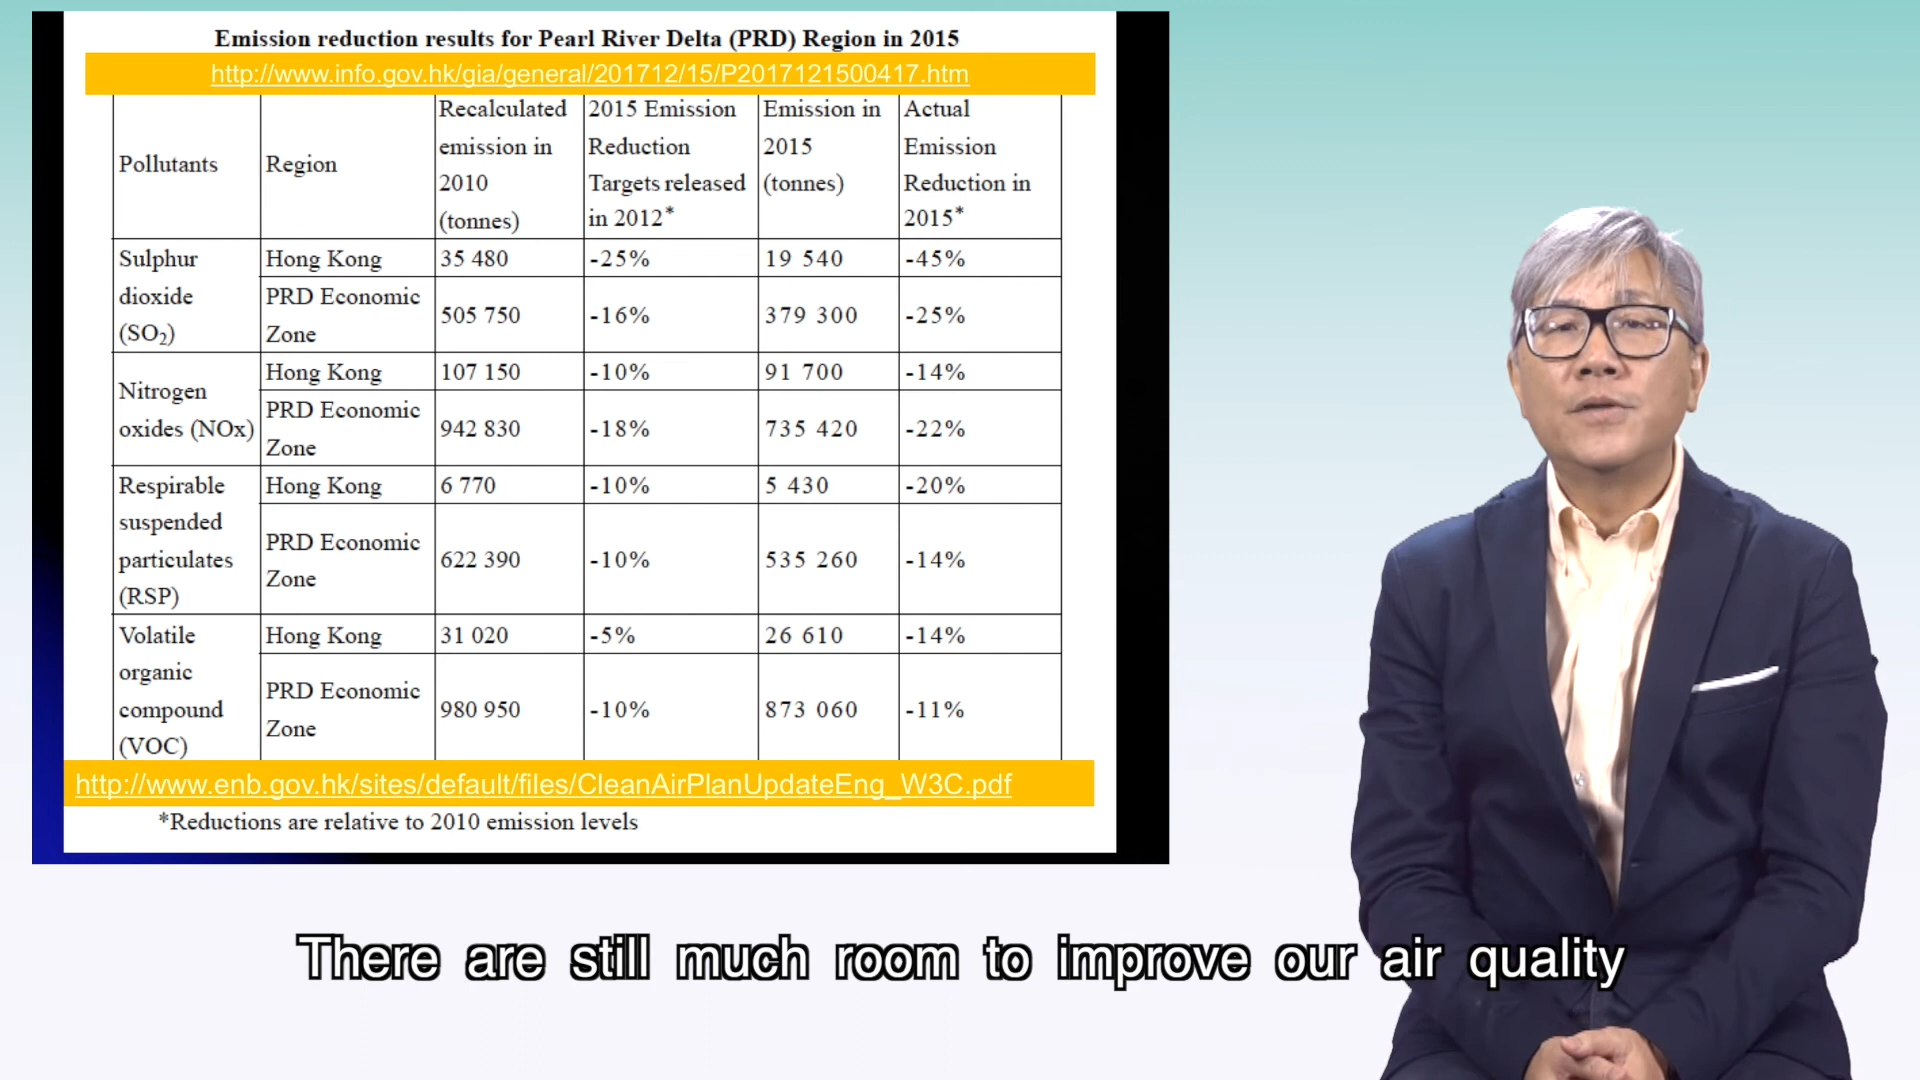 Emission reduction results for Pearl River Delta (PRD) Region in 2015
http://www.info.gov.hk/gia/general/201712/15/P2017121500417.htm
Pollutants
Region
Recalculated
emission in
2010
(tonnes)
2015 Emission
Reduction
Targets released
in 2012*
Emission in
2015
(tonnes)
Actual
Emission
Reduction in
2015*
Sulphur
dioxide
(SO₂)
Hong Kong
35 480
-25%
19 540
-45%
PRD Economic
Zone
505 750
-16%
379 300
-25%
Nitrogen
oxides (NOx)
Hong Kong
107 150
-10%
91 700
-14%
PRD Economic
Zone
942 830
-18%
735 420
-22%
Respirable
suspended
particulates
(RSP)
Hong Kong
6 770
-10%
5 430
-20%
PRD Economic
Zone
622 390
-10%
535 260
-14%
Volatile
organic
compound
(VOC)
Hong Kong
31 020
-5%
26 610
-14%
PRD Economic
Zone
980 950
-10%
873 060
-11%
http://www.enb.gov.hk/sites/default/files/CleanAirPlanUpdateEng_W3C.pdf
*Reductions are relative to 2010 emission levels
There are still much room to improve our air quality